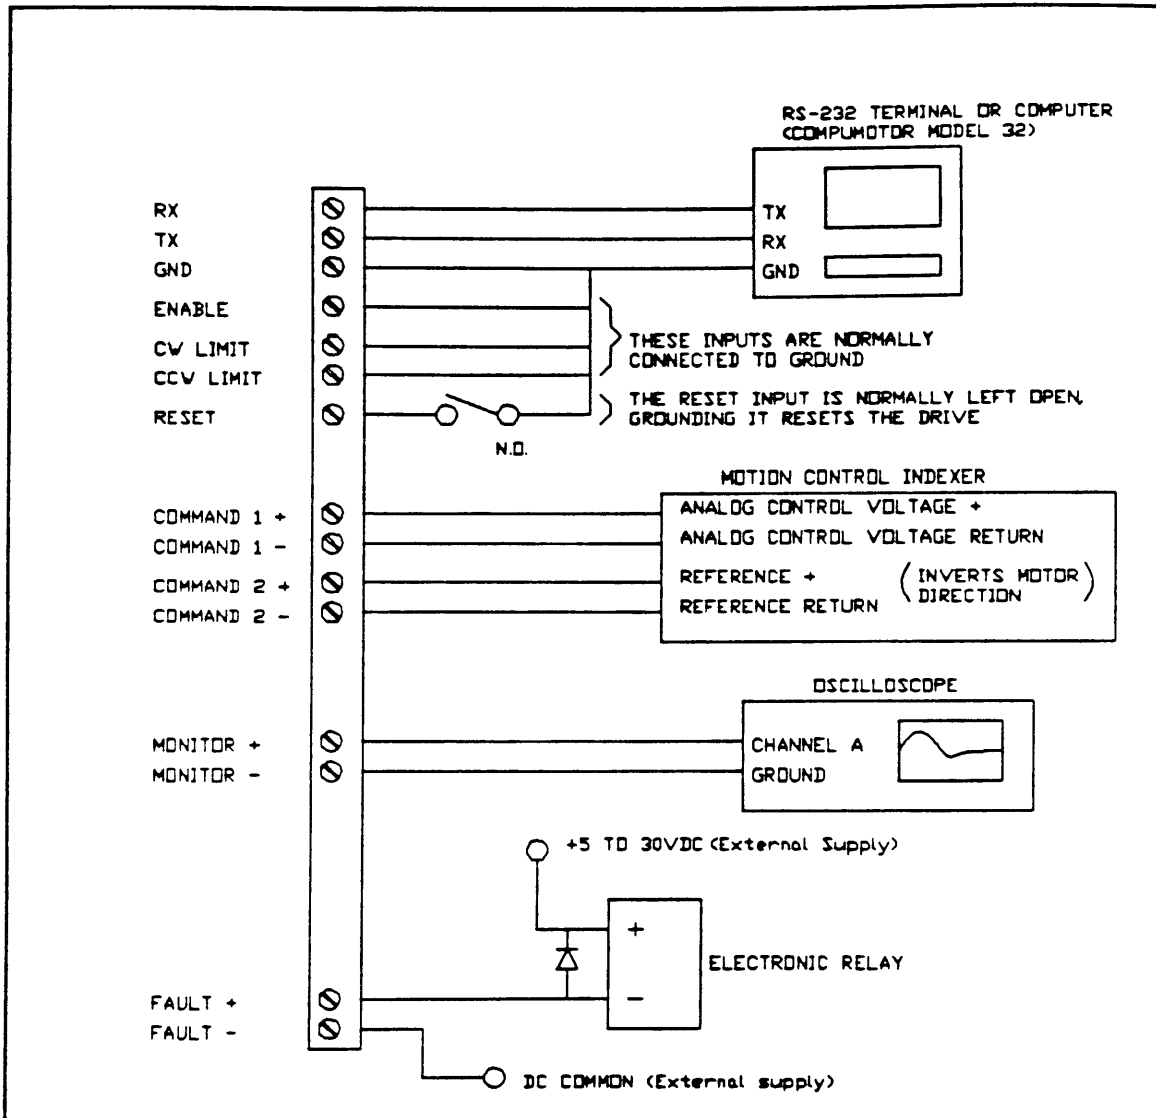 RS-232 TERMINAL OR COMPUTER
(COMPUMOTOR MODEL 32)
RX
TX
TX
RX
GND
GND
ENABLE
CW LIMIT
CCW LIMIT
THESE INPUTS ARE NORMALLY
CONNECTED TO GROUND
RESET
THE RESET INPUT IS NORMALLY LEFT OPEN,
GROUNDING IT RESETS THE DRIVE
N.O.
MOTION CONTROL INDEXER
COMMAND 1 +
ANALOG CONTROL VOLTAGE +
COMMAND 1 -
ANALOG CONTROL VOLTAGE RETURN
COMMAND 2 +
REFERENCE +
COMMAND 2 -
REFERENCE RETURN
(INVERTS MOTOR
DIRECTION)
OSCILLOSCOPE
MONITOR +
CHANNEL A
MONITOR -
GROUND
+5 TO 30VDC (External Supply)
+
ELECTRONIC RELAY
-
FAULT +
FAULT -
DC COMMON (External supply)